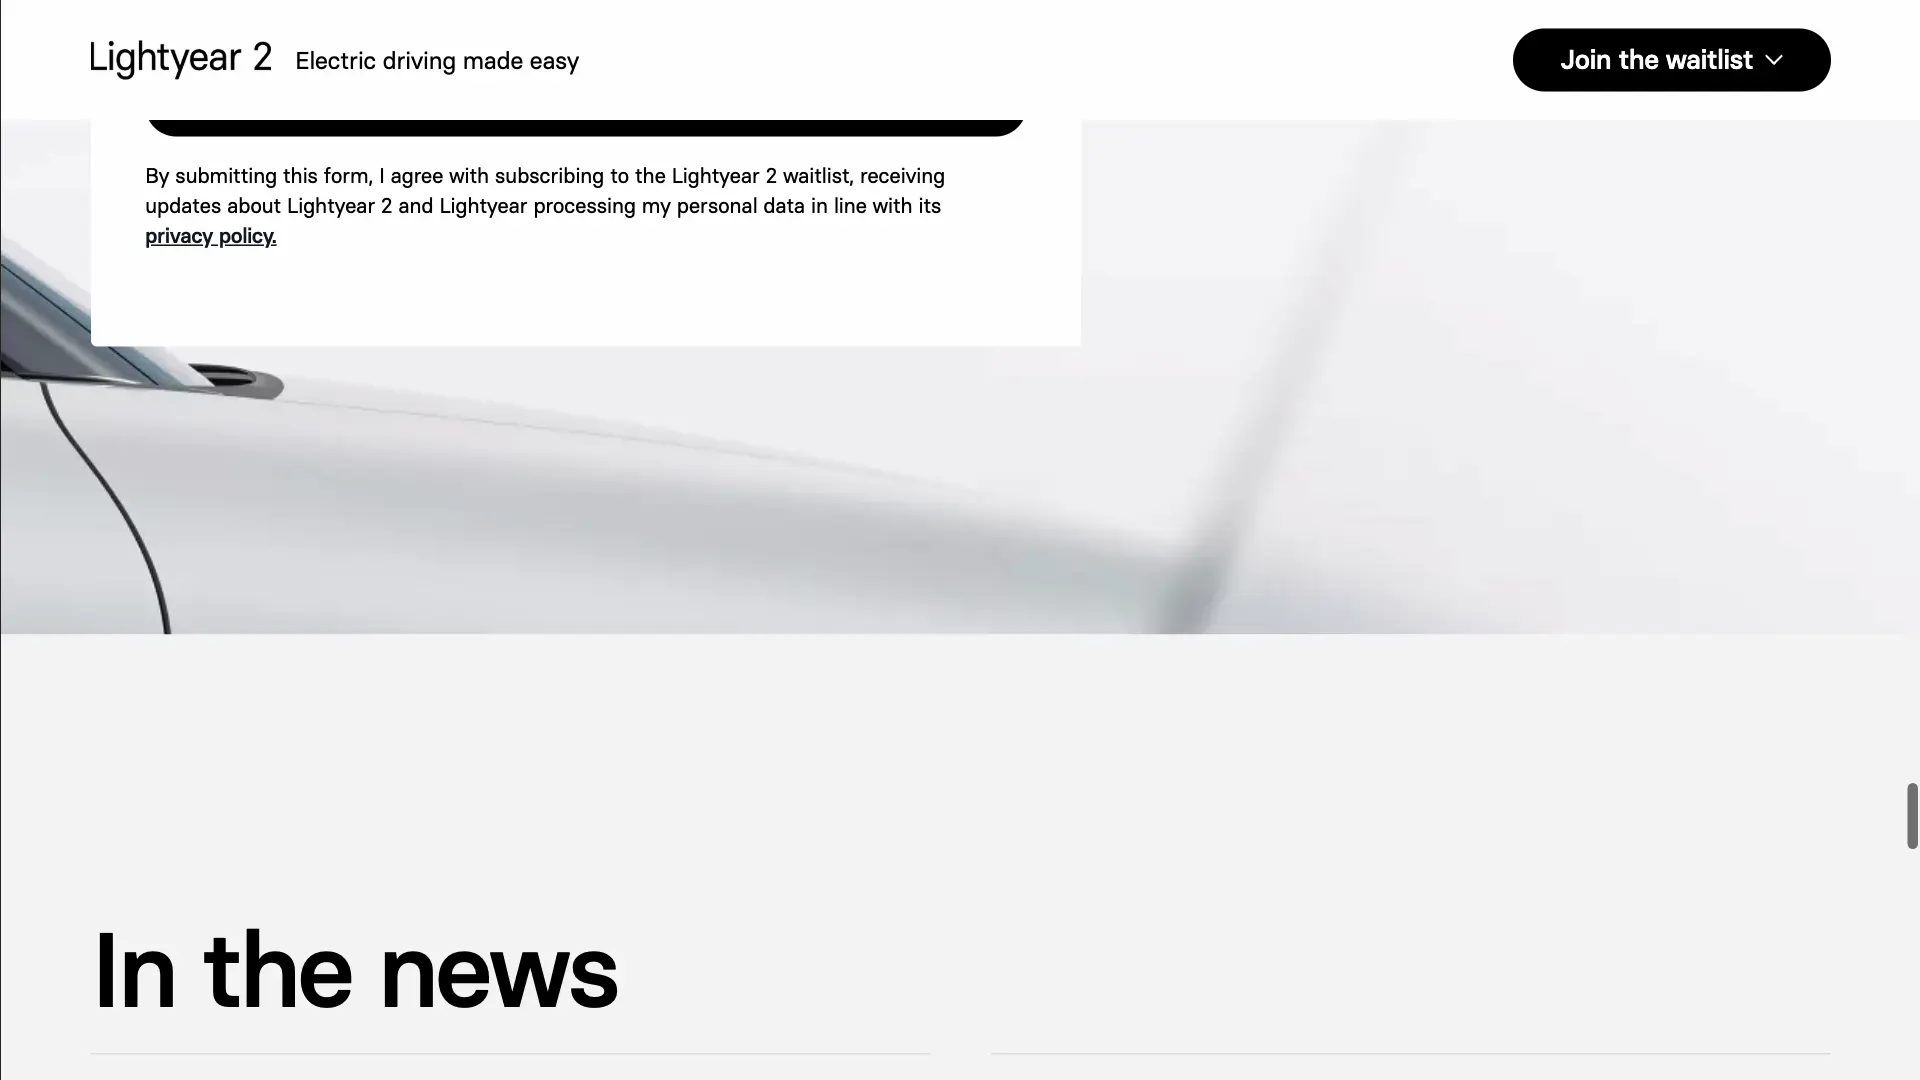 Lightyear 2 Electric driving made easy
Join the waitlist
By submitting this form, I agree with subscribing to the Lightyear 2 waitlist, receiving
updates about Lightyear 2 and Lightyear processing my personal data in line with its
privacy policy.
In the news